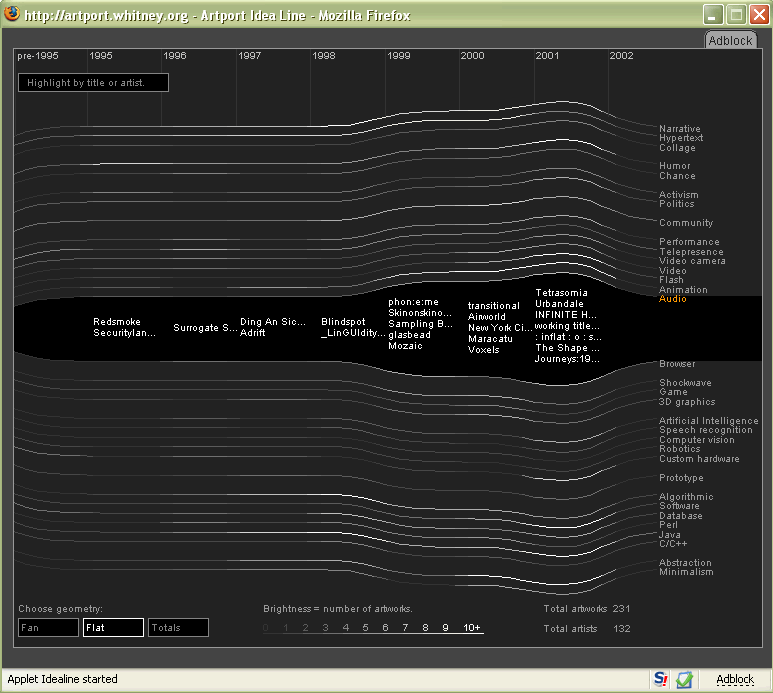 http://artport.whitney.org - Artport Idea Line - Mozilla Firefox
Adblock
pre-1995 1995 1996 1997 1998 1999 2000 2001 2002
Highlight by title or artist.
Narrative
Hypertext
Collage
Humor
Chance
Activism
Politics
Community
Performance
Telepresence
Video camera
Video
Flash
Animation
Audio
Redsmoke
Securitylan...
Surrogate S...
Ding An Sic...
Adrift
Blindspot
_LinGUIdity...
phon:e:me
Skinonskino...
Sampling B...
glasbead
Mozaic
transitional
Airworld
New York Ci...
Maracatu
Voxels
Tetrasomia
Urbandale
INFINITE H...
woking title...
: inflat : o : s...
The Shape ...
Journeys:19...
Browser
Shockwave
Game
3D graphics
Artificial Intelligence
Speech recognition
Computer vision
Robotics
Custom hardware
Prototype
Algorithmic
Software
Database
Perl
Java
C/C++
Abstraction
Minimalism
Choose geometry:
Fan Flat Totals
Brightness = number of artworks.
0 1 2 3 4 5 6 7 8 9 10+
Total artworks 231
Total artists 132
Applet Idealine started
S!
Adblock